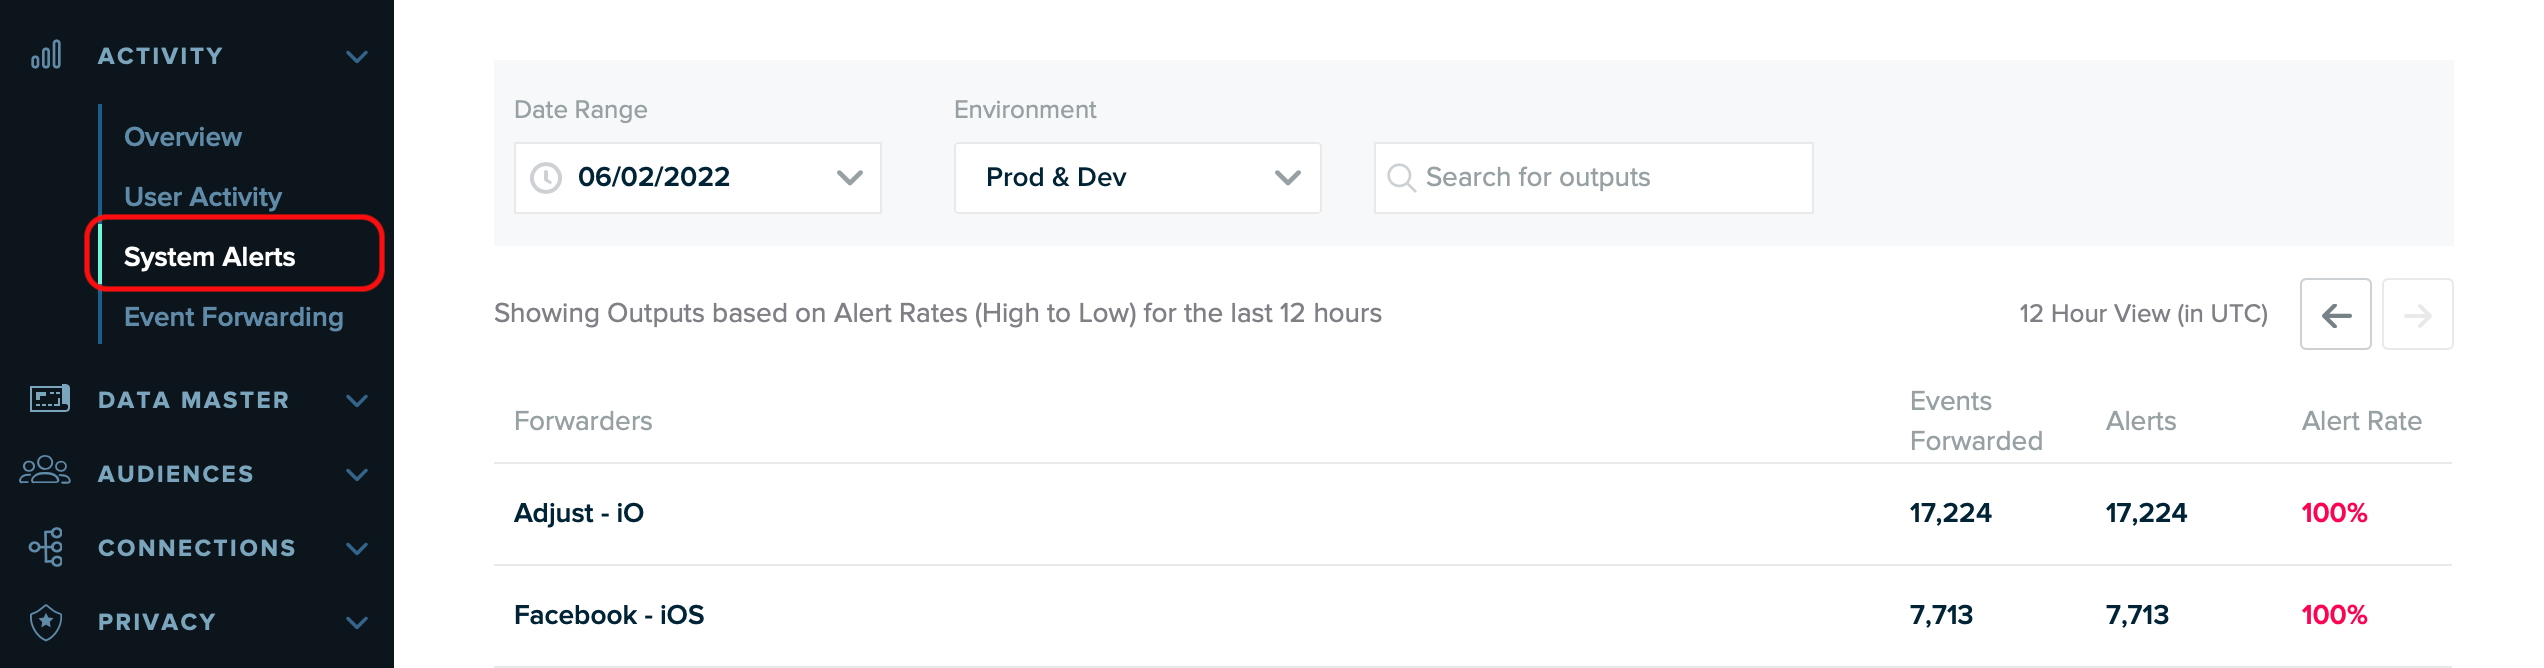 ACTIVITY
Overview
User Activity
System Alerts
Event Forwarding
DATA MASTER
AUDIENCES
CONNECTIONS
PRIVACY
Date Range
06/02/2022
Environment
Prod & Dev
Search for outputs
Showing Outputs based on Alert Rates (High to Low) for the last 12 hours
12 Hour View (in UTC)
Forwarders
Events
Forwarded
Alerts
Alert Rate
Adjust - iO 17,224 17,224 100%
Facebook - iOS 7,713 7,713 100%